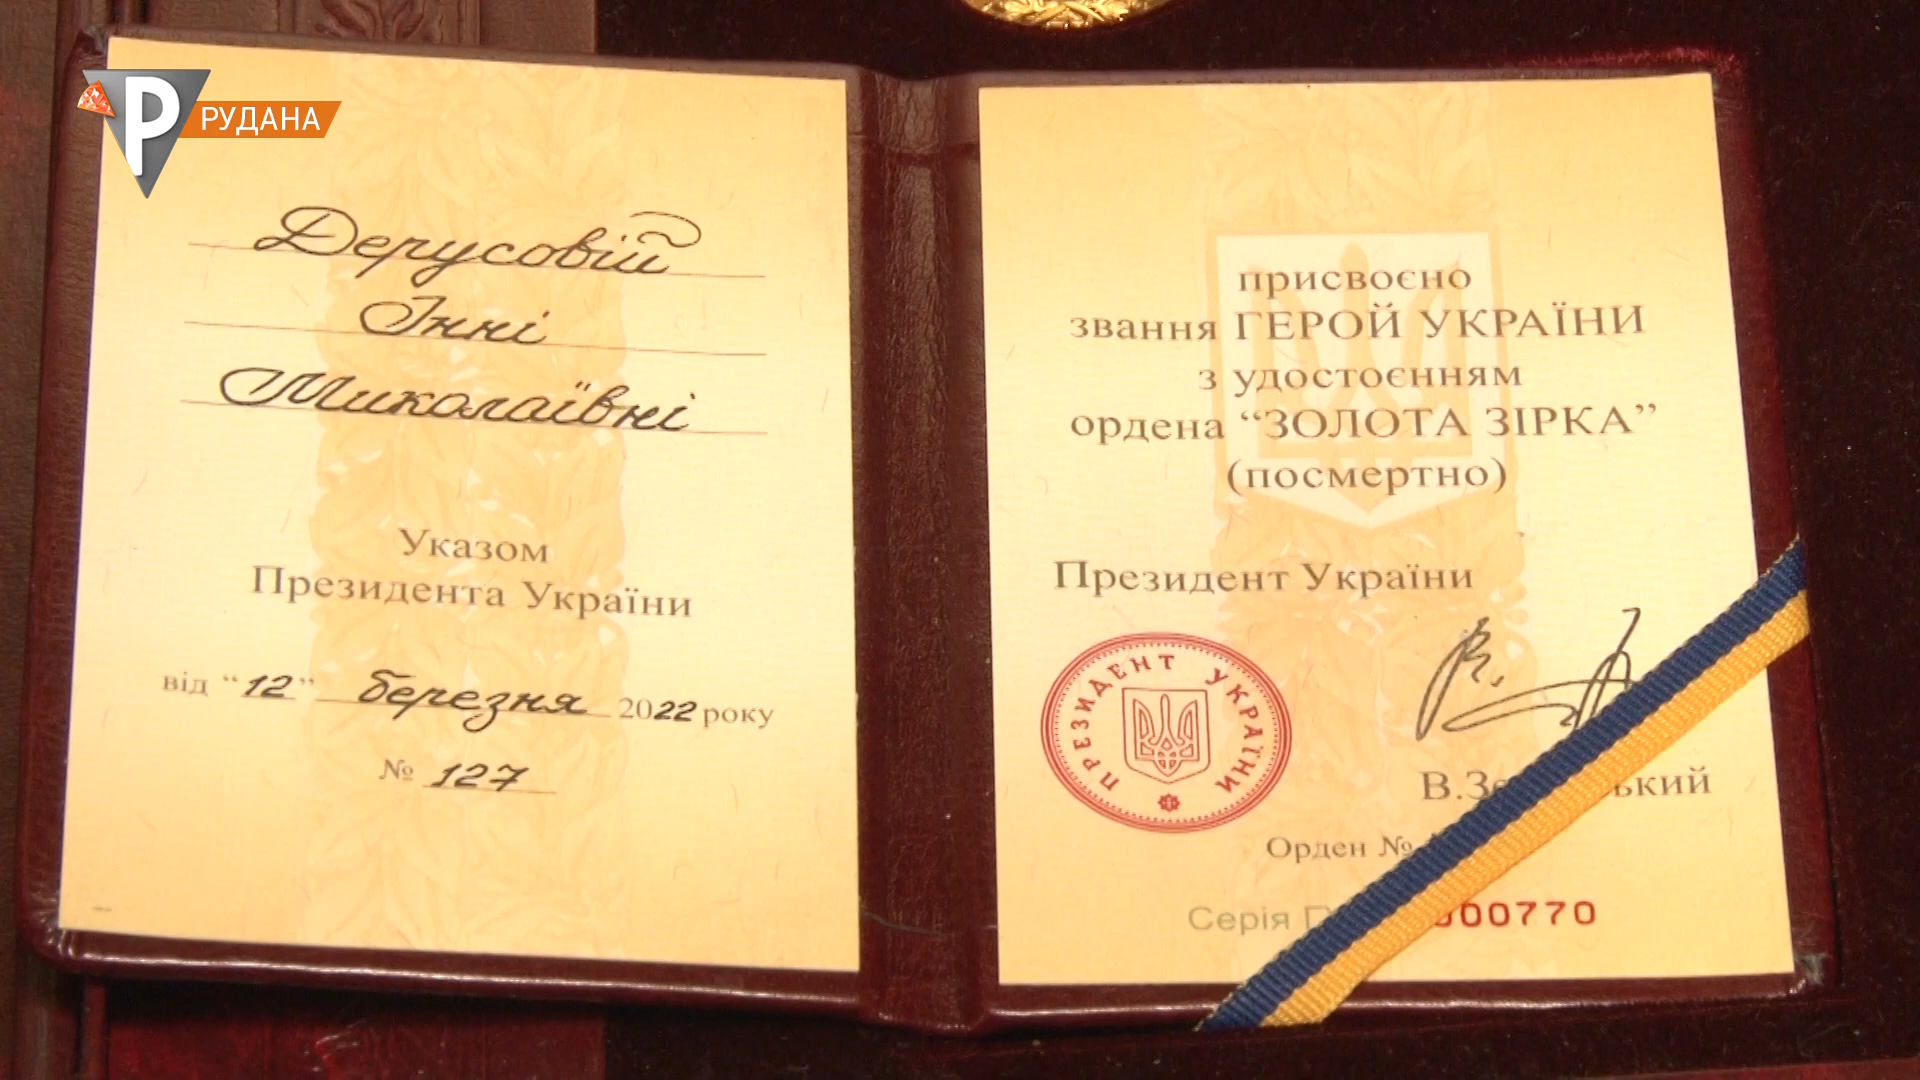 Р РУДАНА
Дерусовій
Інні
Миколаївні
Указом
Президента України
від “12” березня 2022 року
№ 127
присвоєно
звання ГЕРОЙ УКРАЇНИ
з удостоєнням
ордена “ЗОЛОТА ЗІРКА”
(посмертно)
Президент України
ПРЕЗИДЕНТ УКРАЇНИ
Орден №
Серія